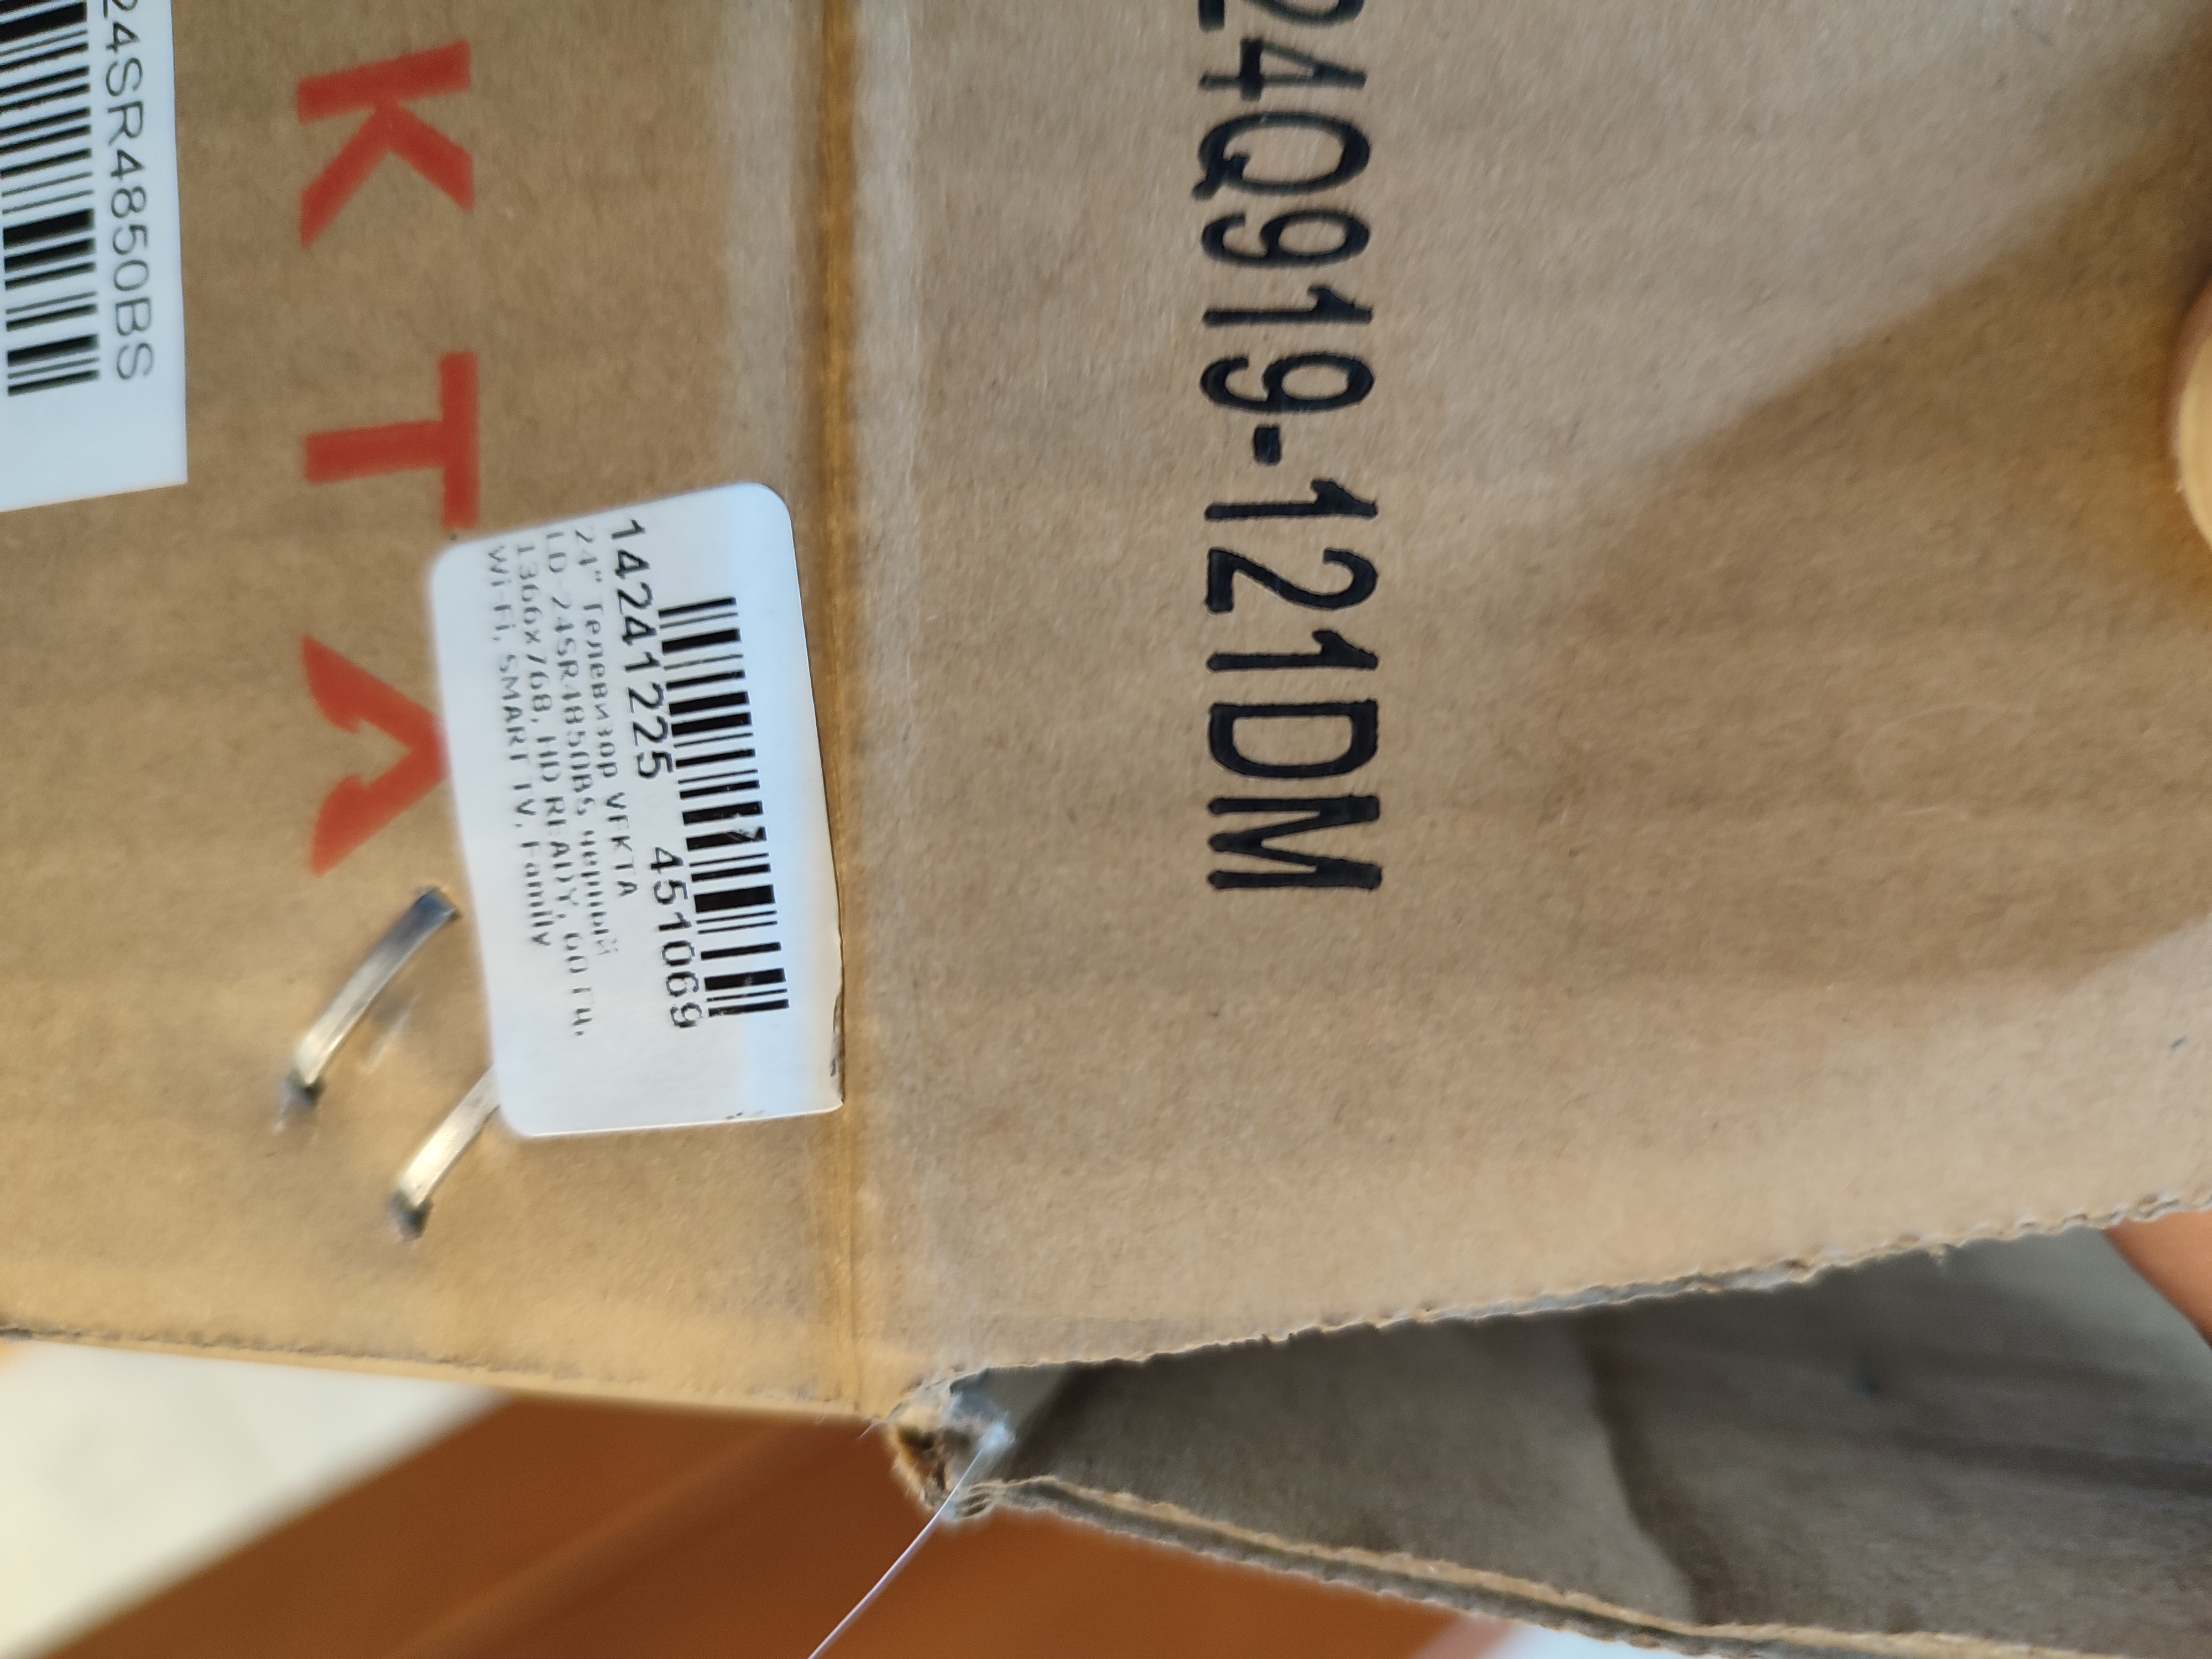 24SR4850BS
KTA
14241225 451069
24" Телевизор VEKTA
LD-24SR4850BS черный
1366x768, HD READY, 60 Гц,
Wi-Fi, SMART TV, Family
24Q919-121DM